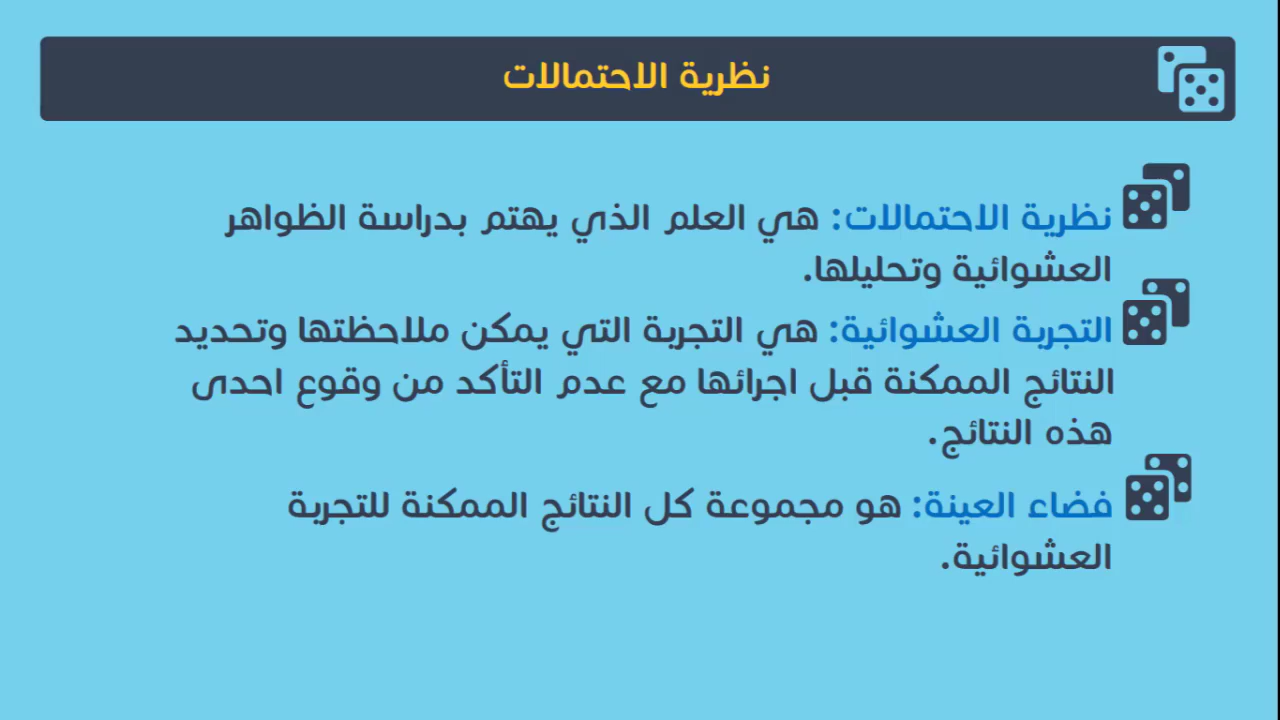 نظرية الاحتمالات
نظرية الاحتمالات: هي العلم الذي يهتم بدراسة الظواهر
العشوائية وتحليلها.
التجربة العشوائية: هي التجربة التي يمكن ملاحظتها وتحديد
النتائج الممكنة قبل اجرائها مع عدم التأكد من وقوع احدى
هذه النتائج.
فضاء العينة: هو مجموعة كل النتائج الممكنة للتجربة
العشوائية.